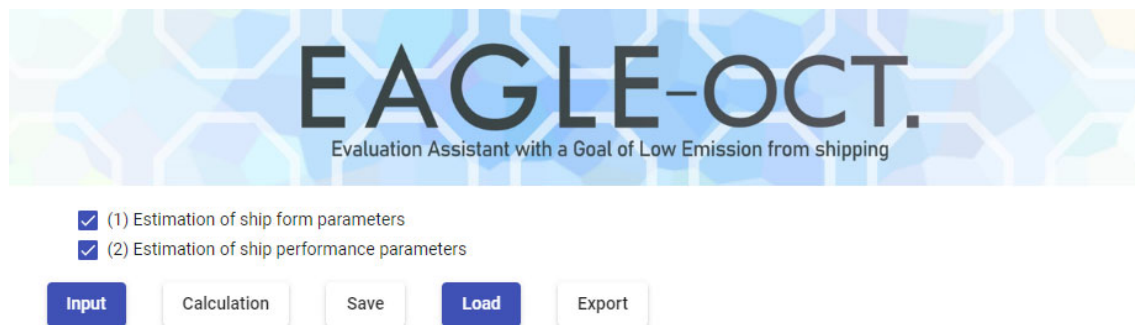 EAGLE-OCT.
Evaluation Assistant with a Goal of Low Emission from shipping
(1) Estimation of ship form parameters
(2) Estimation of ship performance parameters
Input Calculation Save Load Export